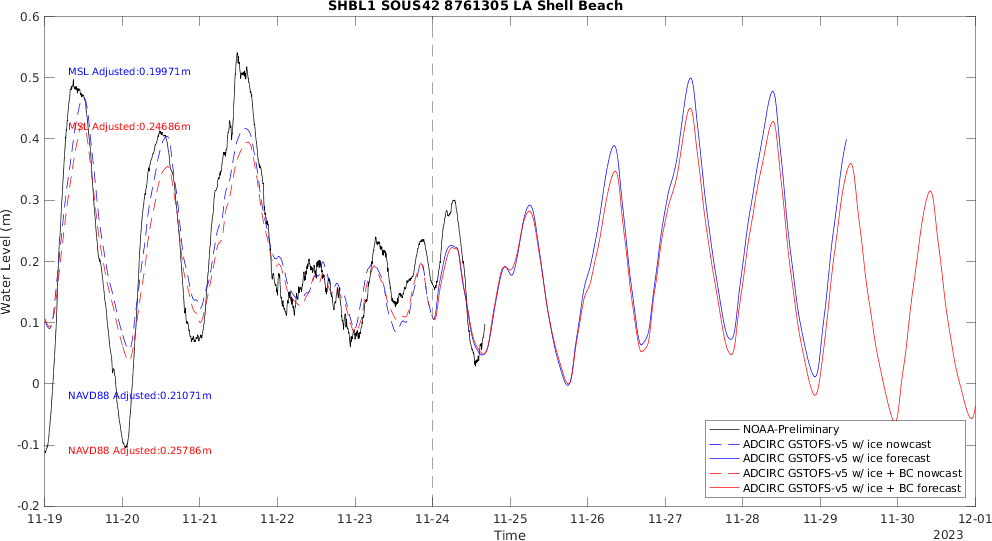 SHBL1 SOUS42 8761305 LA Shell Beach
Water Level (m)
0.6
0.5
0.4
0.3
0.2
0.1
0
-0.1
-0.2
MSL Adjusted:0.19971m
MSL Adjusted:0.24686m
NAVD88 Adjusted:0.21071m
NAVD88 Adjusted:0.25786m
NOAA-Preliminary
ADCIRC GSTOFS-v5 w/ ice nowcast
ADCIRC GSTOFS-v5 w/ ice forecast
ADCIRC GSTOFS-v5 w/ ice + BC nowcast
ADCIRC GSTOFS-v5 w/ ice + BC forecast
11-19 11-20 11-21 11-22 11-23 11-24 11-25 11-26 11-27 11-28 11-29 11-30 12-01
Time
2023